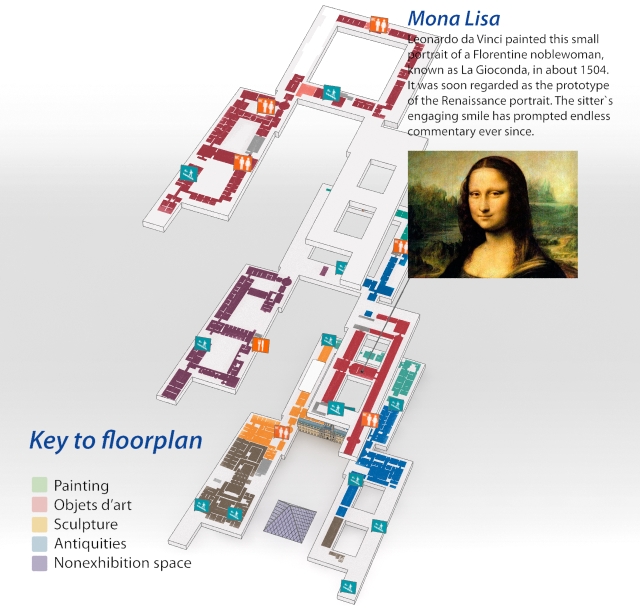 Mona Lisa
Leonardo da Vinci painted this small
portrait of a Florentine noblewoman,
known as La Gioconda, in about 1504.
It was soon regarded as the prototype
of the Renaissance portrait. The sitter`s
engaging smile has prompted endless
commentary ever since.
Key to floorplan
Painting
Objets d'art
Sculpture
Antiquities
Nonexhibition space